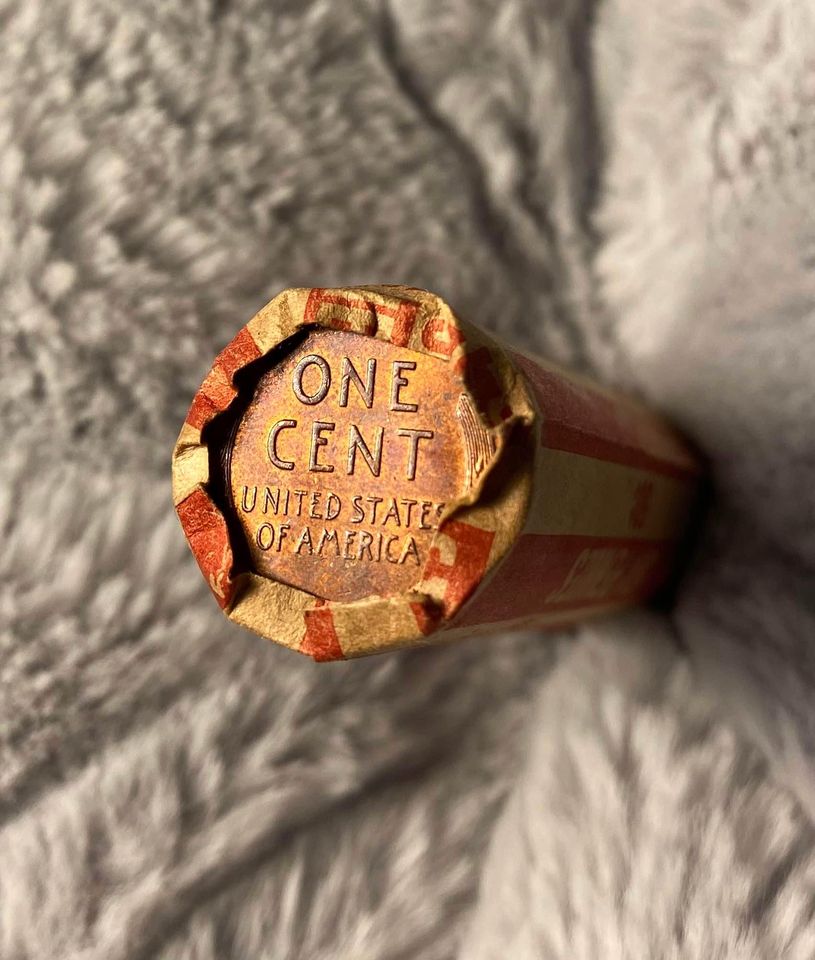 ONE
CENT
UNITED STATES
OF AMERICA